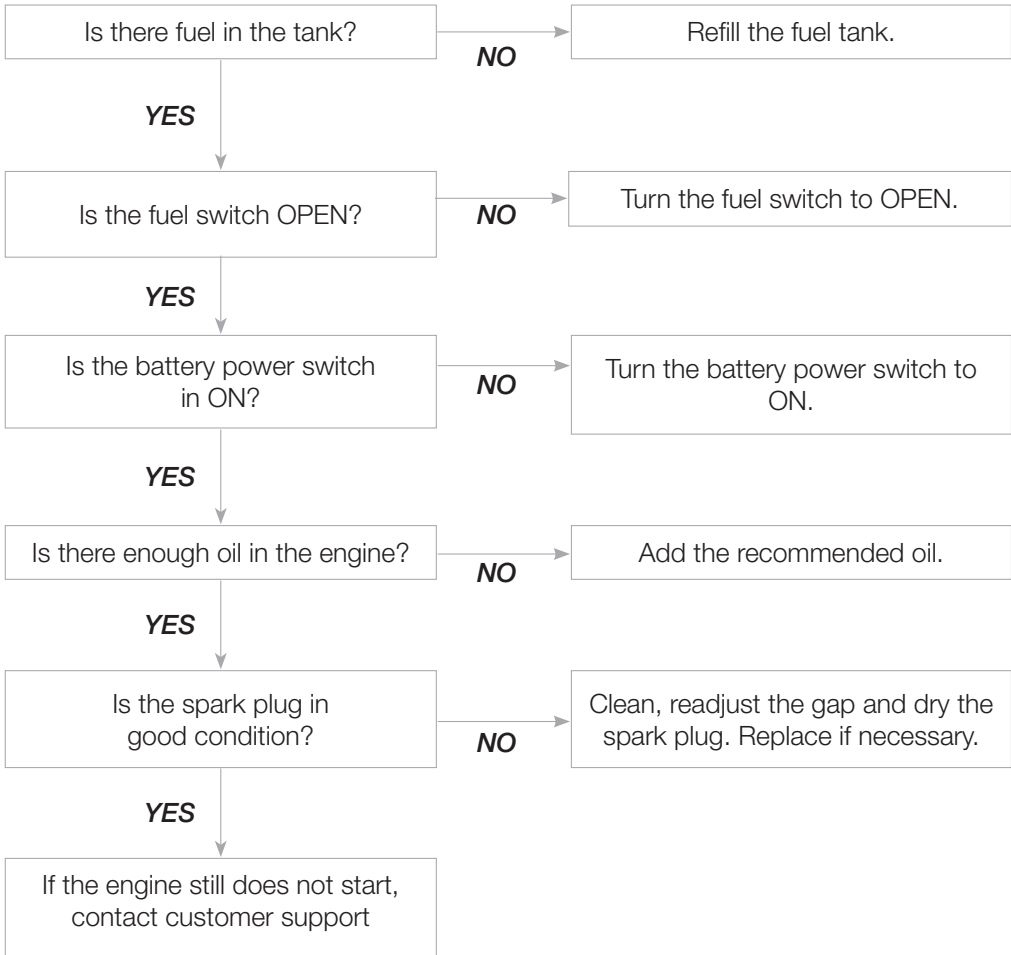 Is there fuel in the tank?
NO
Refill the fuel tank.
YES
Is the fuel switch OPEN?
NO
Turn the fuel switch to OPEN.
YES
Is the battery power switch
in ON?
NO
Turn the battery power switch to
ON.
YES
Is there enough oil in the engine?
NO
Add the recommended oil.
YES
Is the spark plug in
good condition?
NO
Clean, readjust the gap and dry the
spark plug. Replace if necessary.
YES
If the engine still does not start,
contact customer support